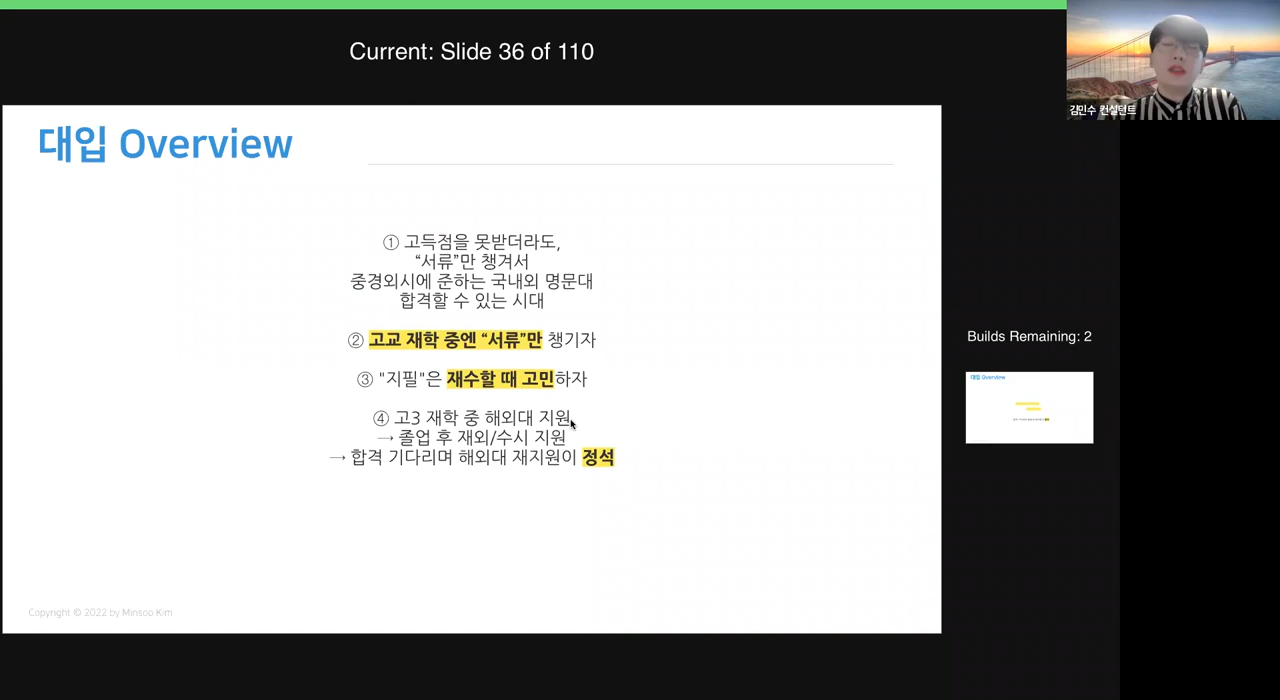 Current: Slide 36 of 110
김민수 컨설턴트
대입 Overview
① 고득점을 못받더라도,
“서류”만 챙겨서
중경외시에 준하는 국내외 명문대
합격할 수 있는 시대
② 고교 재학 중엔 “서류”만 챙기자
③ "지필"은 재수할 때 고민하자
④ 고3 재학 중 해외대 지원
→ 졸업 후 재외/수시 지원
→ 합격 기다리며 해외대 재지원이 정석
Builds Remaining: 2
대입 Overview
Copyright © 2022 by Minsoo Kim